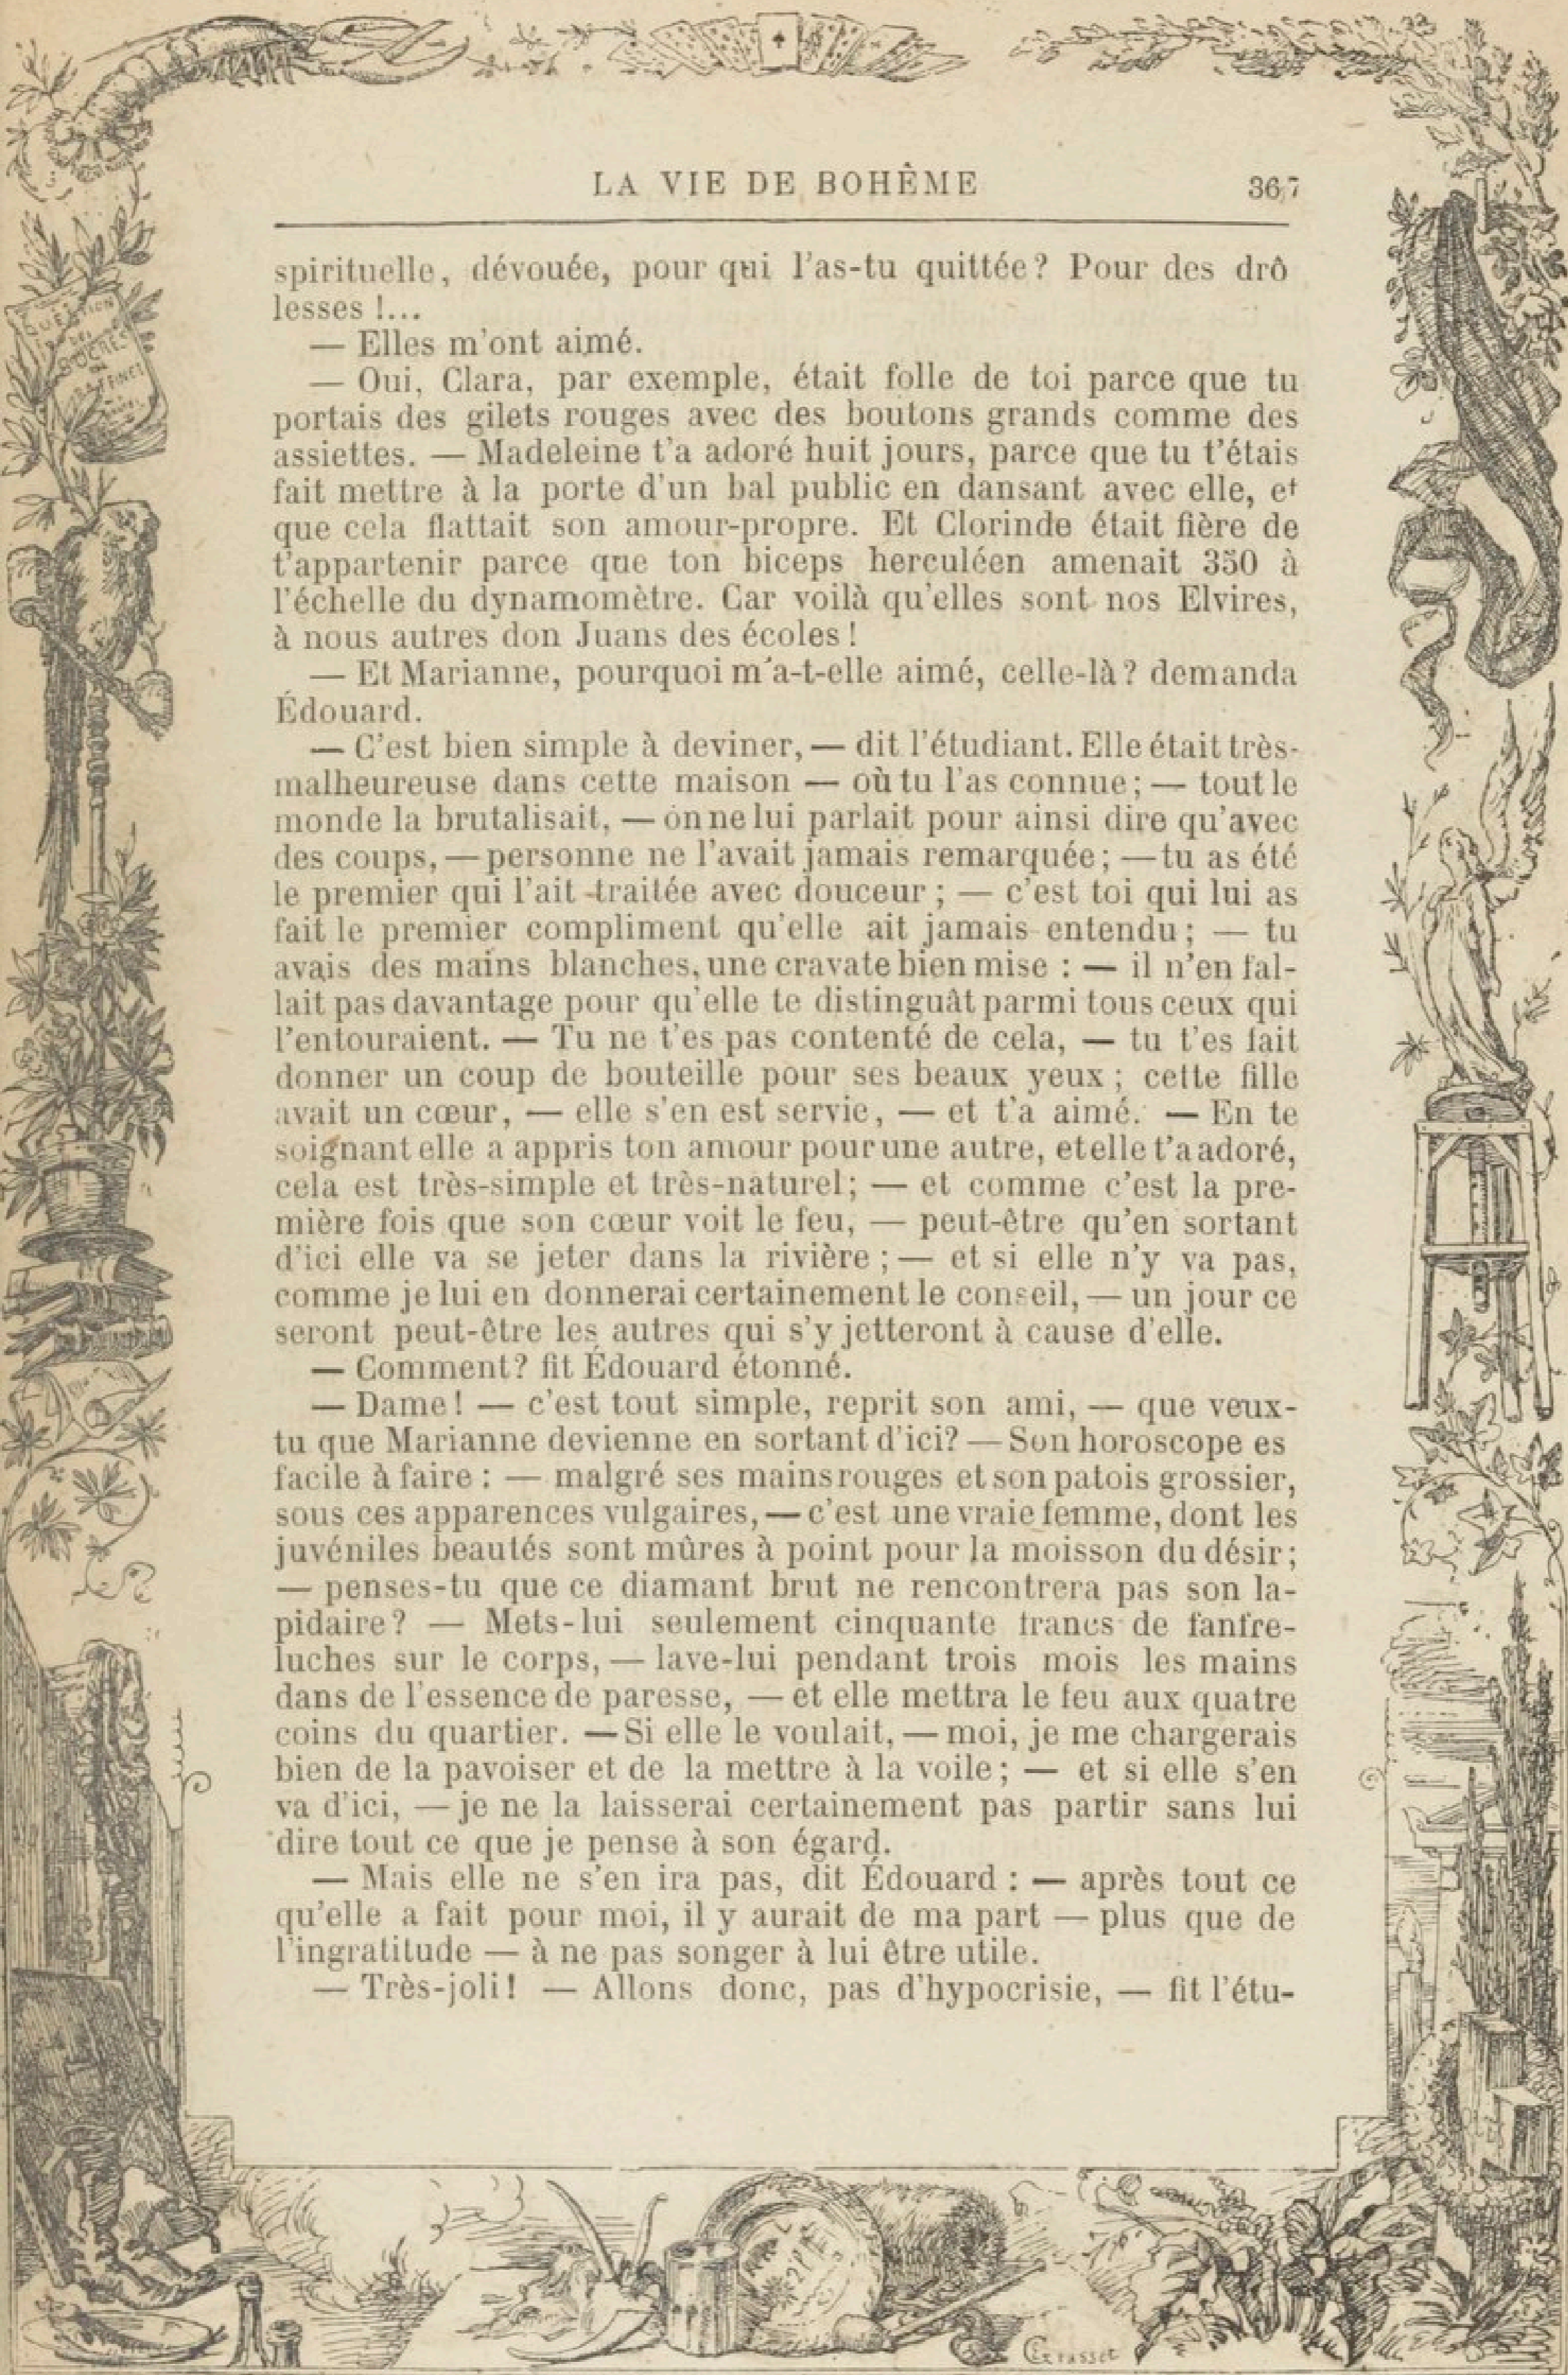 LA VIE DE BOHÊME 367
spirituelle, dévouée, pour qui l'as-tu quittée? Pour des drô
lesses !...
— Elles m'ont aimé.
— Oui, Clara, par exemple, était folle de toi parce que tu
portais des gilets rouges avec des boutons grands comme des
assiettes. — Madeleine t'a adoré huit jours, parce que tu t'étais
fait mettre à la porte d'un bal public en dansant avec elle, et
que cela flattait son amour-propre. Et Clorinde était fière de
t'appartenir parce que ton biceps herculéen amenait 350 à
l'échelle du dynamomètre. Car voilà qu'elles sont nos Elvires,
à nous autres don Juans des écoles !
— Et Marianne, pourquoi m'a-t-elle aimé, celle-là? demanda
Édouard.
— C'est bien simple à deviner, — dit l'étudiant. Elle était très-
malheureuse dans cette maison — où tu l'as connue; — tout le
monde la brutalisait, — on ne lui parlait pour ainsi dire qu'avec
des coups, — personne ne l'avait jamais remarquée; — tu as été
le premier qui l'ait traitée avec douceur ; — c'est toi qui lui as
fait le premier compliment qu'elle ait jamais entendu; — tu
avais des mains blanches, une cravate bien mise : — il n'en fal-
lait pas davantage pour qu'elle te distinguât parmi tous ceux qui
l'entouraient. — Tu ne t'es pas contenté de cela, — tu t'es fait
donner un coup de bouteille pour ses beaux yeux ; cette fille
avait un cœur, — elle s'en est servie, — et t'a aimé. — En te
soignant elle a appris ton amour pour une autre, et elle t'a adoré,
cela est très-simple et très-naturel; — et comme c'est la pre-
mière fois que son cœur voit le feu, — peut-être qu'en sortant
d'ici elle va se jeter dans la rivière ; — et si elle n'y va pas,
comme je lui en donnerai certainement le conseil, — un jour ce
seront peut-être les autres qui s'y jetteront à cause d'elle.
— Comment? fit Édouard étonné.
— Dame! — c'est tout simple, reprit son ami, — que veux-
tu que Marianne devienne en sortant d'ici? — Son horoscope es
facile à faire : — malgré ses mains rouges et son patois grossier,
sous ces apparences vulgaires, — c'est une vraie femme, dont les
juvéniles beautés sont mûres à point pour la moisson du désir;
— penses-tu que ce diamant brut ne rencontrera pas son la-
pidaire? — Mets-lui seulement cinquante francs de fanfre-
luches sur le corps, — lave-lui pendant trois mois les mains
dans de l'essence de paresse, — et elle mettra le feu aux quatre
coins du quartier. — Si elle le voulait, — moi, je me chargerais
bien de la pavoiser et de la mettre à la voile; — et si elle s'en
va d'ici, — je ne la laisserai certainement pas partir sans lui
dire tout ce que je pense à son égard.
— Mais elle ne s'en ira pas, dit Édouard : — après tout ce
qu'elle a fait pour moi, il y aurait de ma part — plus que de
l'ingratitude — à ne pas songer à lui être utile.
— Très-joli! — Allons donc, pas d'hypocrisie, — fit l'étu-
QUESTION
DES
SUCRES
RAFFINES
Grasset